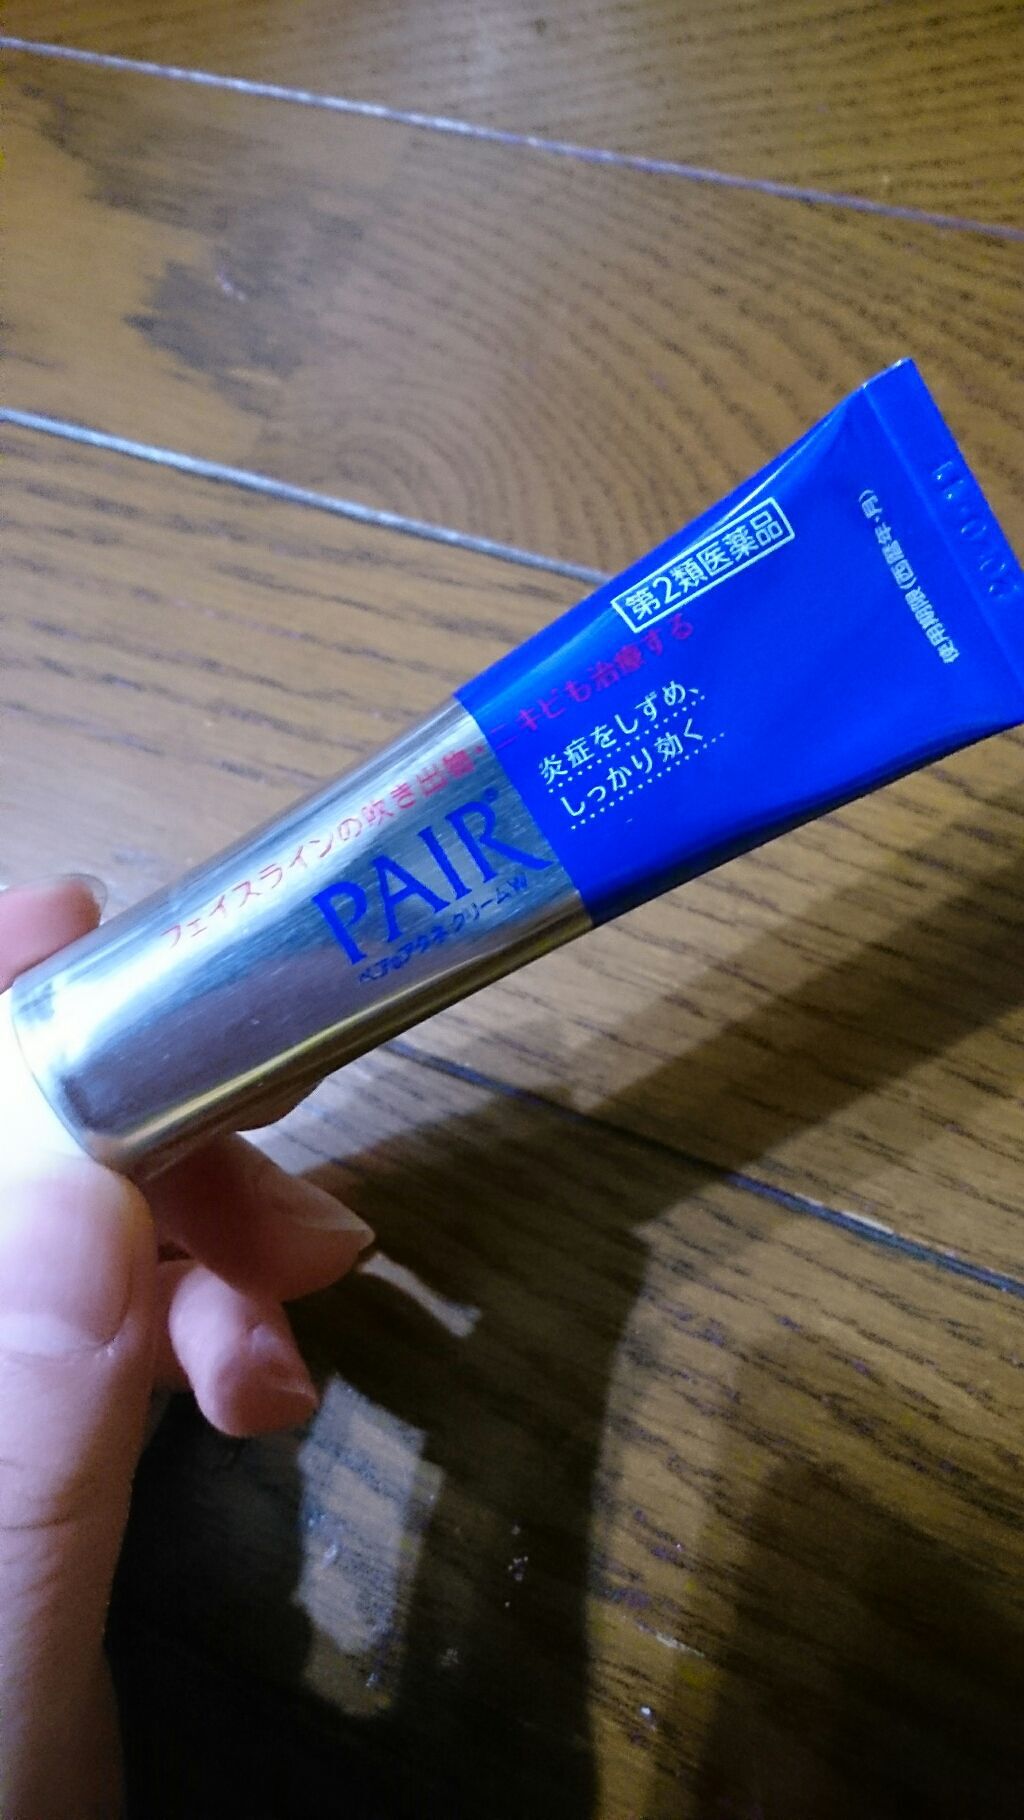 第2類医薬品
フェイスラインの吹き出物・ニキビも治療する
炎症をしずめ、
しっかり効く
PAIR®
ペアアクネクリームW
使用期限(西暦年、月)